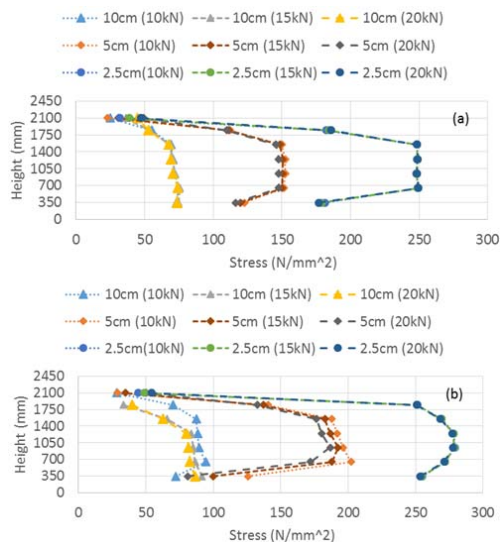 10cm (10kN) 10cm (15kN) 10cm (20kN)
5cm (10kN) 5cm (15kN) 5cm (20kN)
2.5cm(10kN) 2.5cm (15kN) 2.5cm (20kN)
2450
2100
1750
1400
1050
700
350
0
Height (mm)
(a)
0 50 100 150 200 250 300
Stress (N/mm^2)
10cm (10kN) 10cm (15kN) 10cm (20kN)
5cm (10kN) 5cm (15kN) 5cm (20kN)
2.5cm(10kN) 2.5cm (15kN) 2.5cm (20kN)
2450
2100
1750
1400
1050
700
350
0
Height (mm)
(b)
0 50 100 150 200 250 300
Stress (N/mm^2)